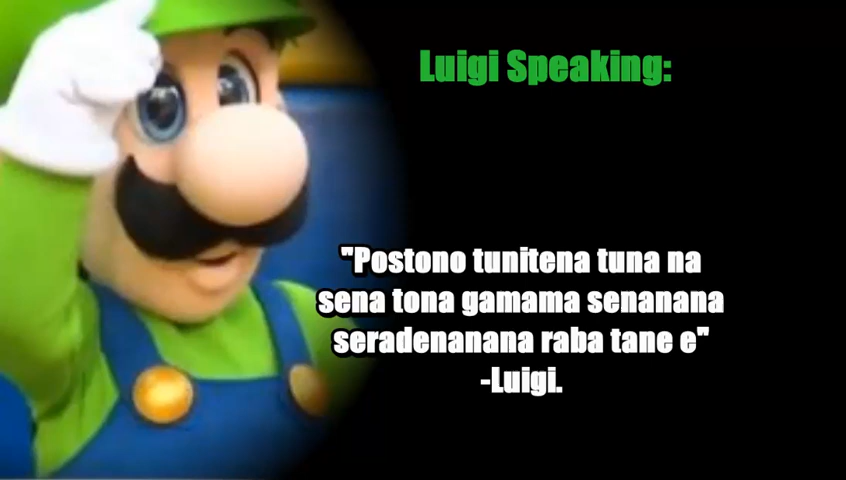 Luigi Speaking:
"Postono tunitena tuna na
sena tona gamama senanana
seradenanana raba tane e"
-Luigi.